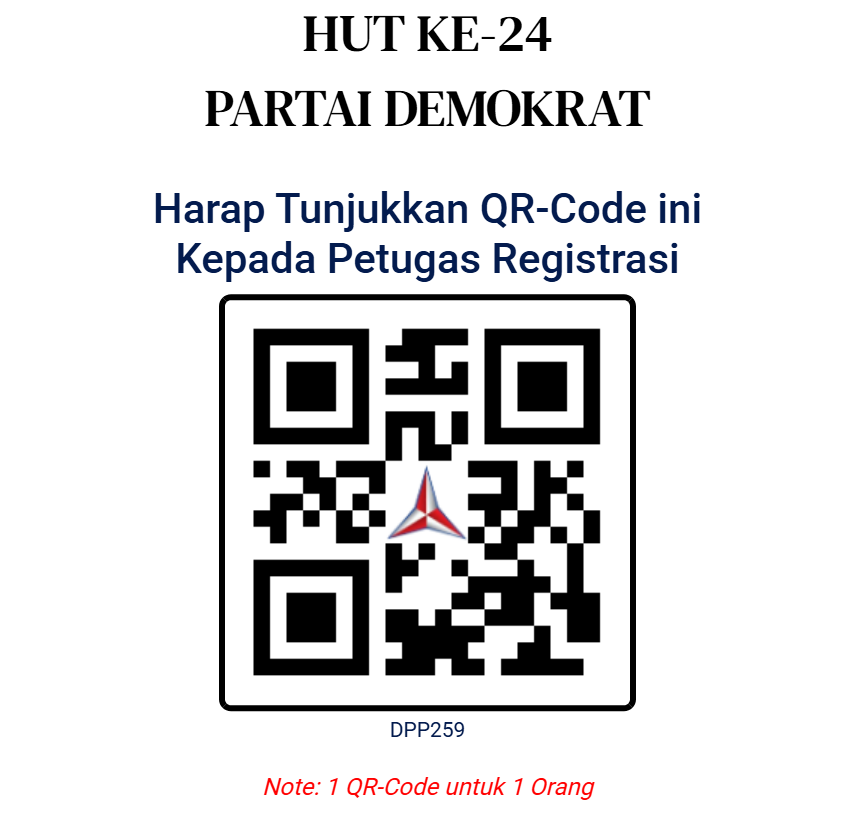 HUT KE-24
PARTAI DEMOKRAT
Harap Tunjukkan QR-Code ini
Kepada Petugas Registrasi
DPP259
Note: 1 QR-Code untuk 1 Orang